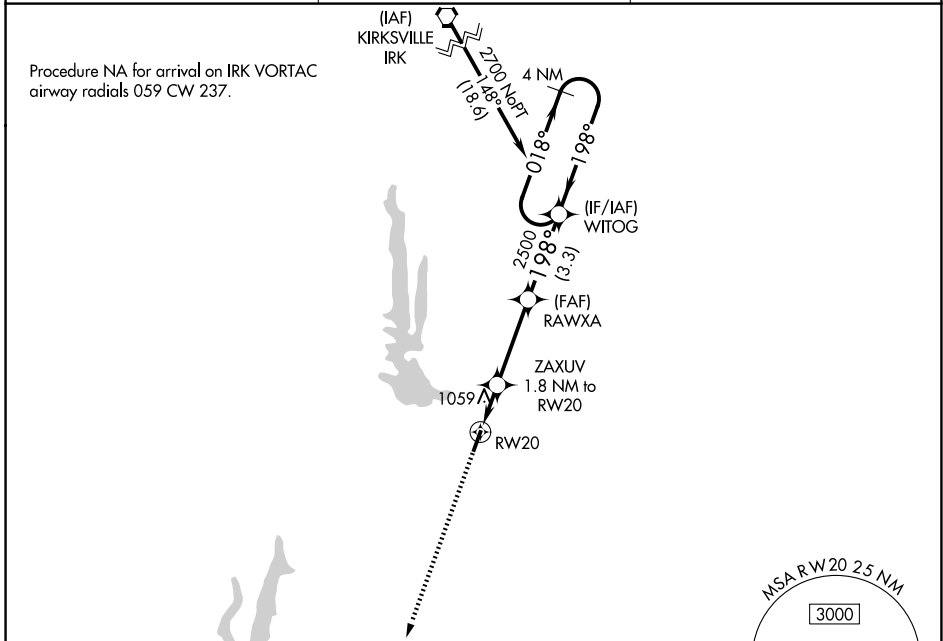 (IAF)
KIRKSVILLE
IRK
Procedure NA for arrival on IRK VORTAC
airway radials 059 CW 237.
2700 NoPT
148°
(18.6)
4 NM
018°
198°
(IF/IAF)
WITOG
2500
198°
(3.3)
(FAF)
RAWXA
ZAXUV
1.8 NM to
RW20
1059
RW20
MSA RW20 25 NM
3000